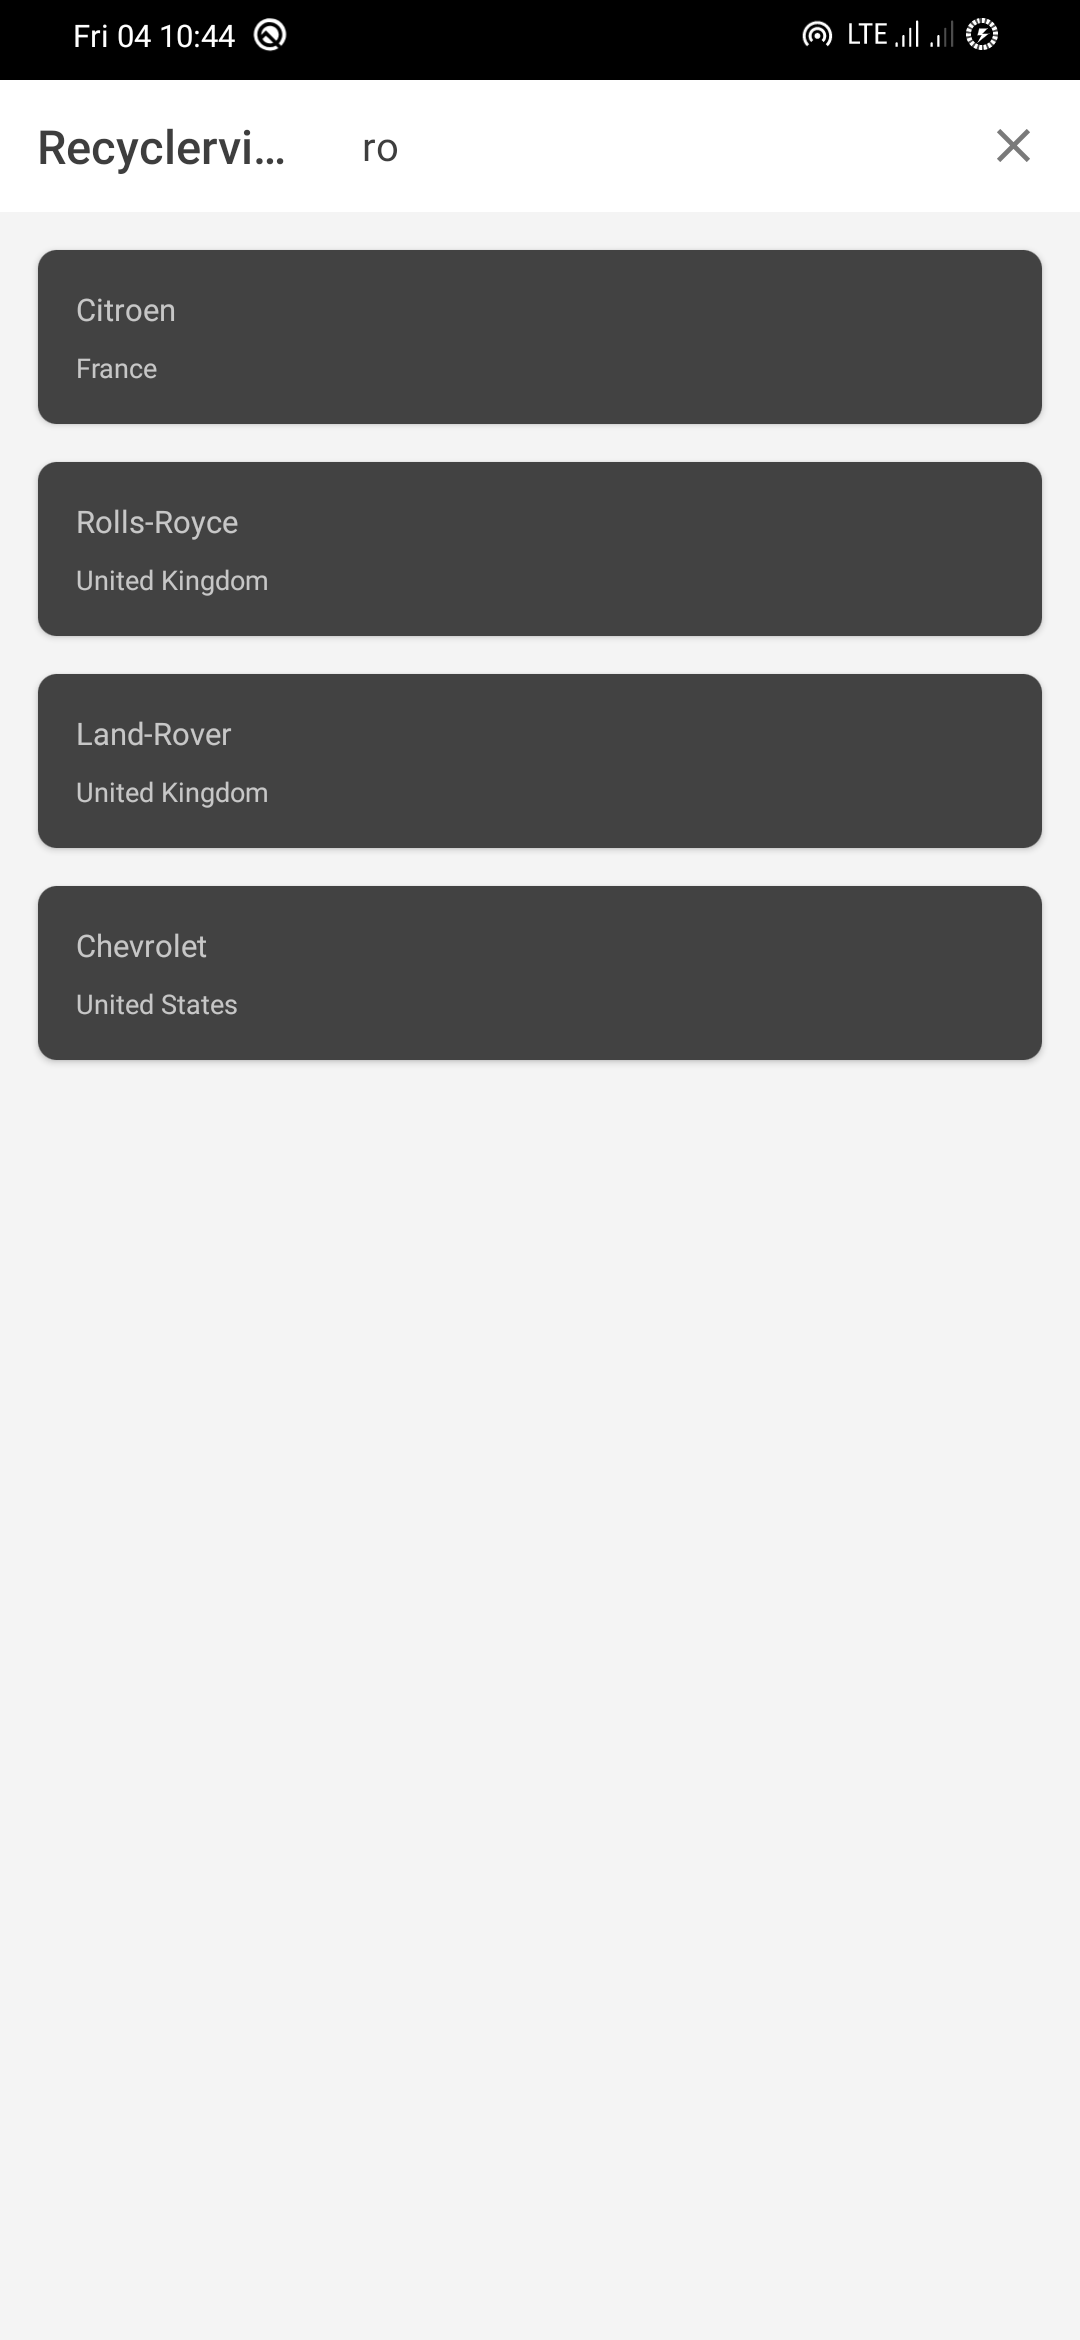 Fri 04 10:44 LTE
Recyclervi... ro
Citroen
France
Rolls-Royce
United Kingdom
Land-Rover
United Kingdom
Chevrolet
United States